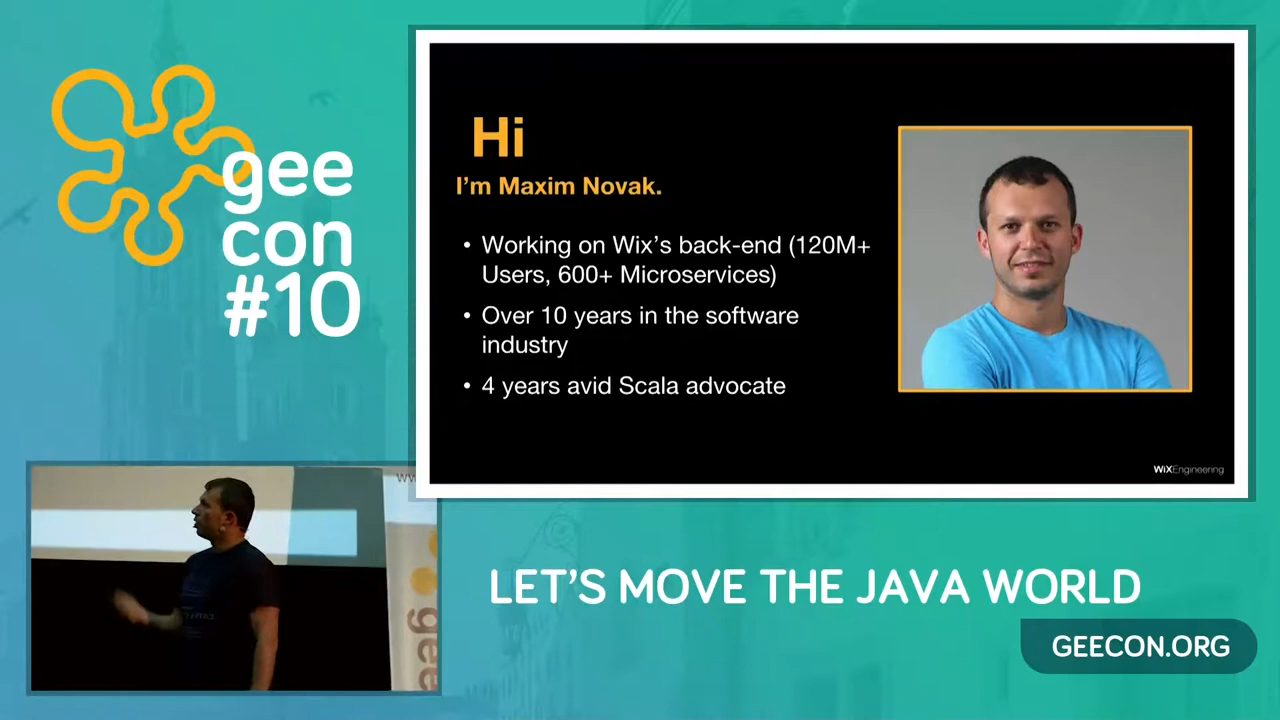 gee
con
#10
Hi
I'm Maxim Novak.
• Working on Wix's back-end (120M+
Users, 600+ Microservices)
• Over 10 years in the software
industry
• 4 years avid Scala advocate
WiXEngineering
gee
LET'S MOVE THE JAVA WORLD
GEECON.ORG